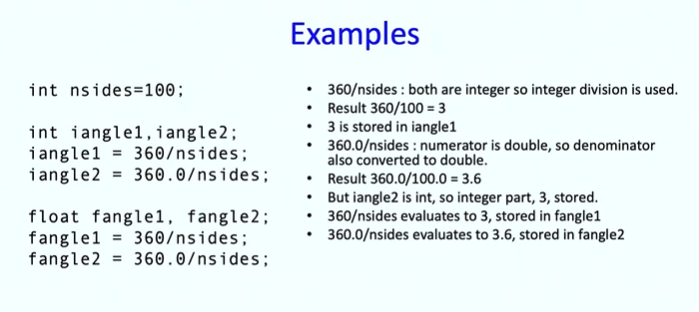 Examples
int nsides=100;
int iangle1,iangle2;
iangle1 = 360/nsides;
iangle2 = 360.0/nsides;
float fangle1, fangle2;
fangle1 = 360/nsides;
fangle2 = 360.0/nsides;
• 360/nsides : both are integer so integer division is used.
• Result 360/100 = 3
• 3 is stored in iangle1
• 360.0/nsides : numerator is double, so denominator
also converted to double.
• Result 360.0/100.0 = 3.6
• But iangle2 is int, so integer part, 3, stored.
• 360/nsides evaluates to 3, stored in fangle1
• 360.0/nsides evaluates to 3.6, stored in fangle2